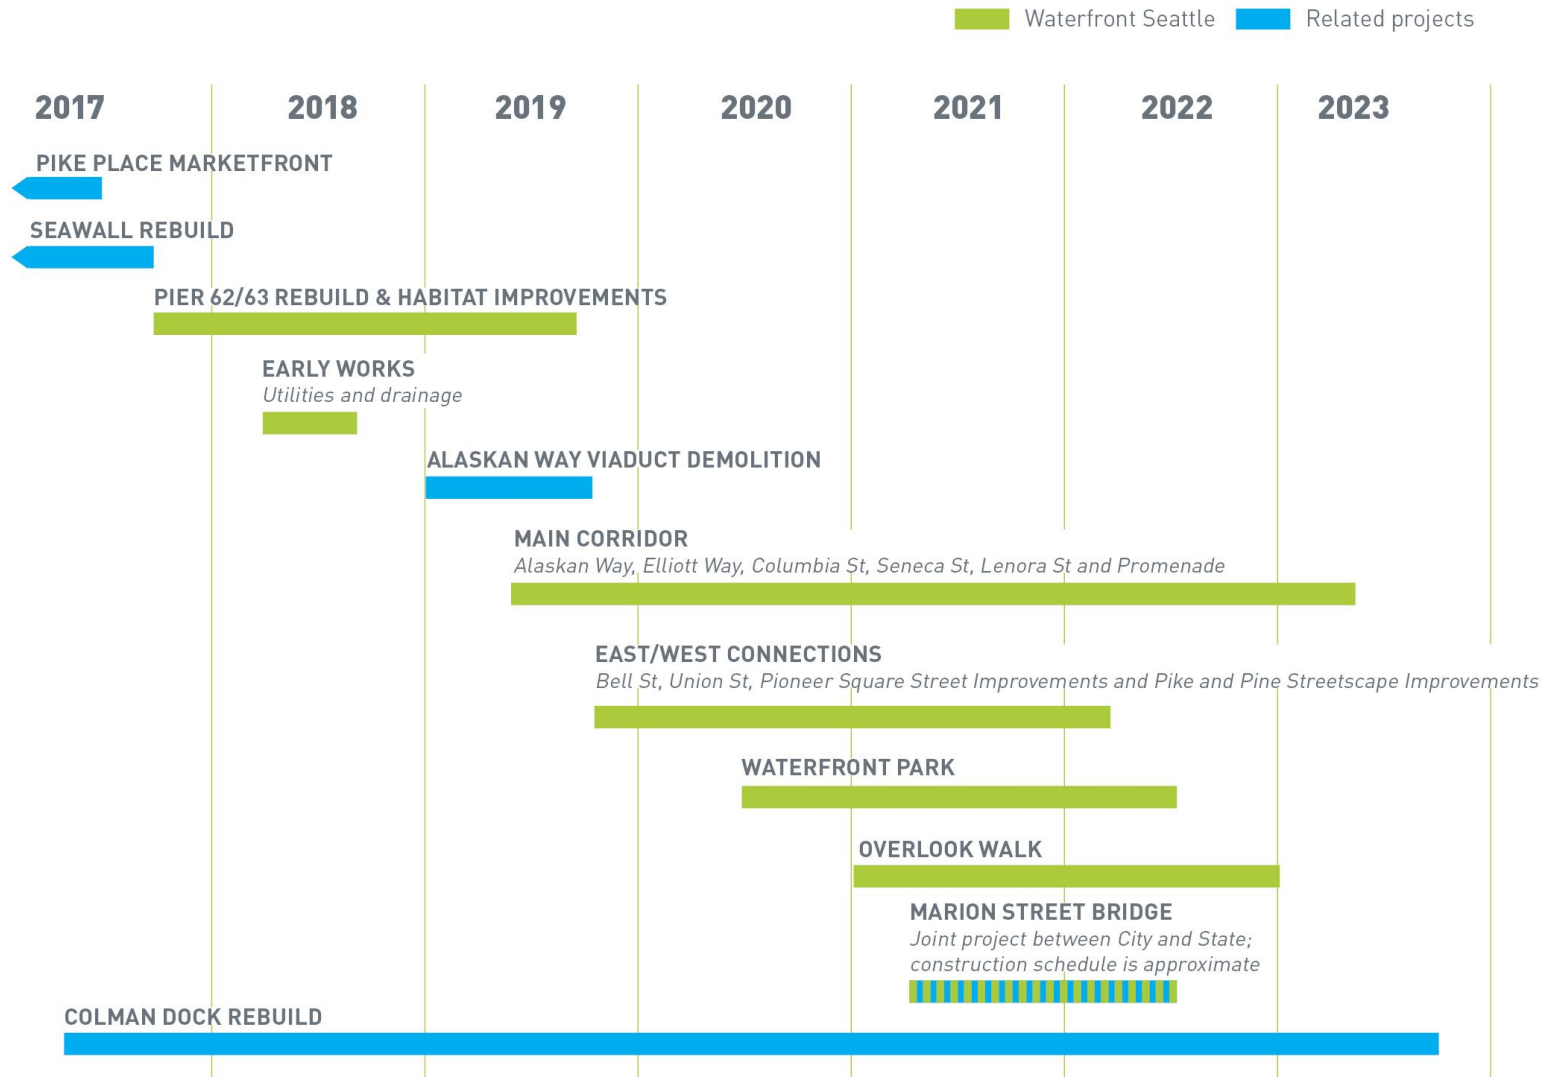 Waterfront Seattle Related projects
2017 2018 2019 2020 2021 2022 2023
PIKE PLACE MARKETFRONT
SEAWALL REBUILD
PIER 62/63 REBUILD & HABITAT IMPROVEMENTS
EARLY WORKS
Utilities and drainage
ALASKAN WAY VIADUCT DEMOLITION
MAIN CORRIDOR
Alaskan Way, Elliott Way, Columbia St, Seneca St, Lenora St and Promenade
EAST/WEST CONNECTIONS
Bell St, Union St, Pioneer Square Street Improvements and Pike and Pine Streetscape Improvements
WATERFRONT PARK
OVERLOOK WALK
MARION STREET BRIDGE
Joint project between City and State;
construction schedule is approximate
COLMAN DOCK REBUILD